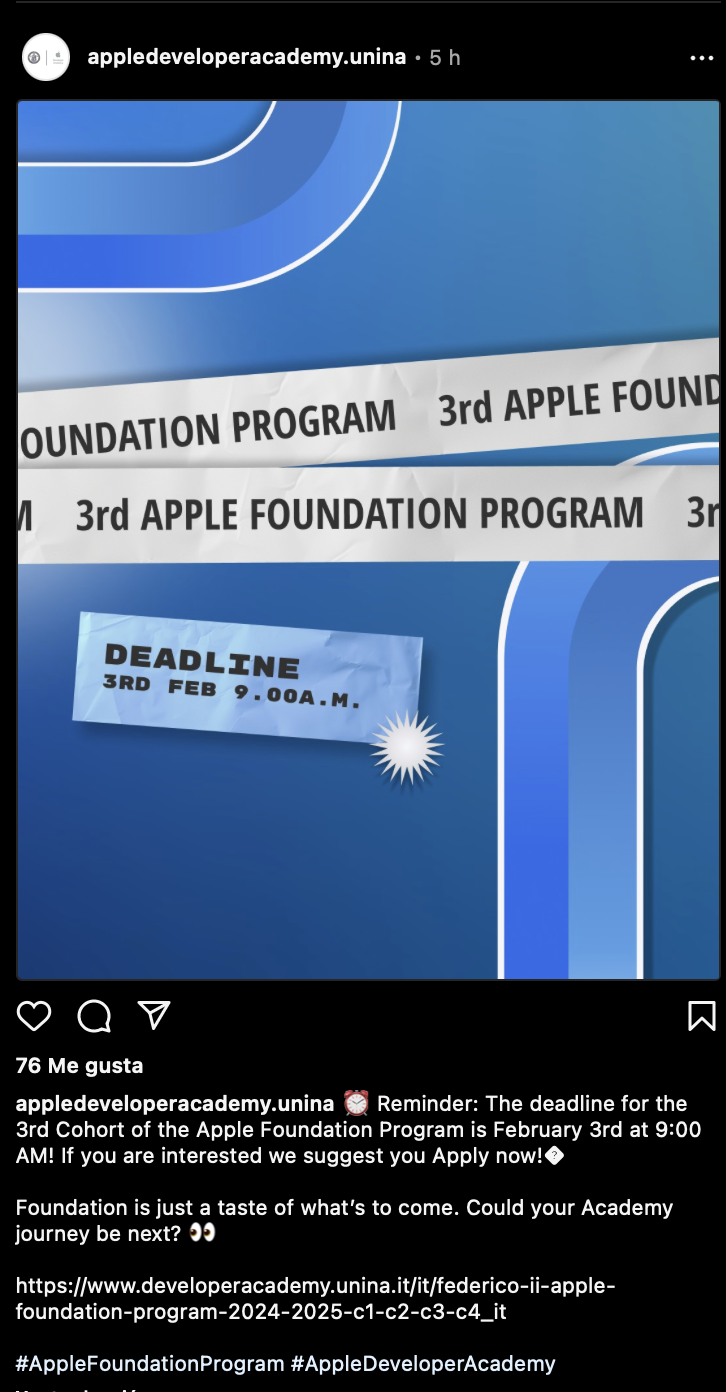 appledeveloperacademy.unina • 5 h
OUNDATION PROGRAM 3rd APPLE FOUND
M 3rd APPLE FOUNDATION PROGRAM 3r
DEADLINE
3RD FEB 9.00A.M.
76 Me gusta
appledeveloperacademy.unina ⏰ Reminder: The deadline for the
3rd Cohort of the Apple Foundation Program is February 3rd at 9:00
AM! If you are interested we suggest you Apply now!�
Foundation is just a taste of what’s to come. Could your Academy
journey be next? 👀
https://www.developeracademy.unina.it/it/federico-ii-apple-
foundation-program-2024-2025-c1-c2-c3-c4_it
#AppleFoundationProgram #AppleDeveloperAcademy